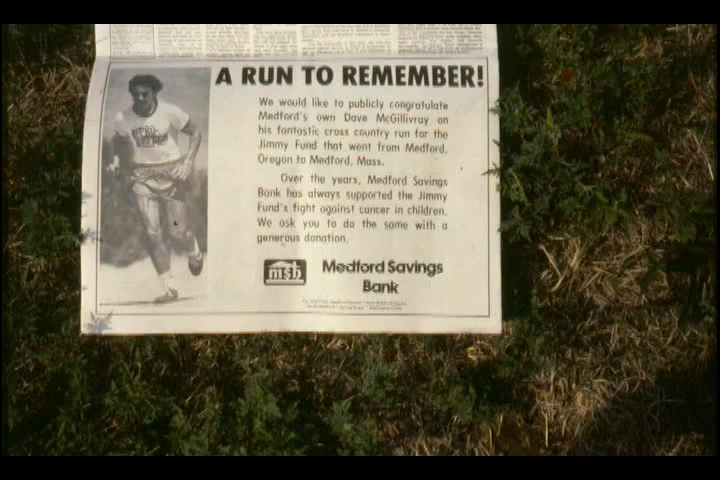 A RUN TO REMEMBER!
We would like to publicly congratulate
Medford's own Dave McGillivray on
his fantastic cross country run for the
Jimmy Fund that went from Medford,
Oregon to Medford, Mass.
Over the years, Medford Savings
Bank has always supported the Jimmy
Fund's fight against cancer in children.
We ask you to do the same with a
generous donation.
msb
Medford Savings
Bank